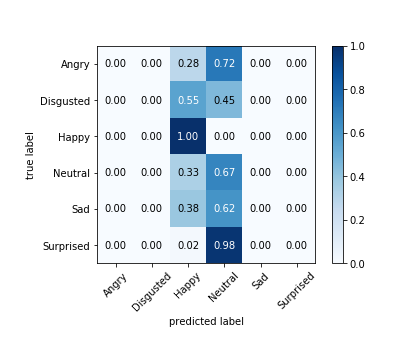 Angry 0.00 0.00 0.28 0.72 0.00 0.00
Disgusted 0.00 0.00 0.55 0.45 0.00 0.00
Happy 0.00 0.00 1.00 0.00 0.00 0.00
Neutral 0.00 0.00 0.33 0.67 0.00 0.00
Sad 0.00 0.00 0.38 0.62 0.00 0.00
Surprised 0.00 0.00 0.02 0.98 0.00 0.00
true label
Angry Disgusted Happy Neutral Sad Surprised
predicted label
1.0
0.8
0.6
0.4
0.2
0.0